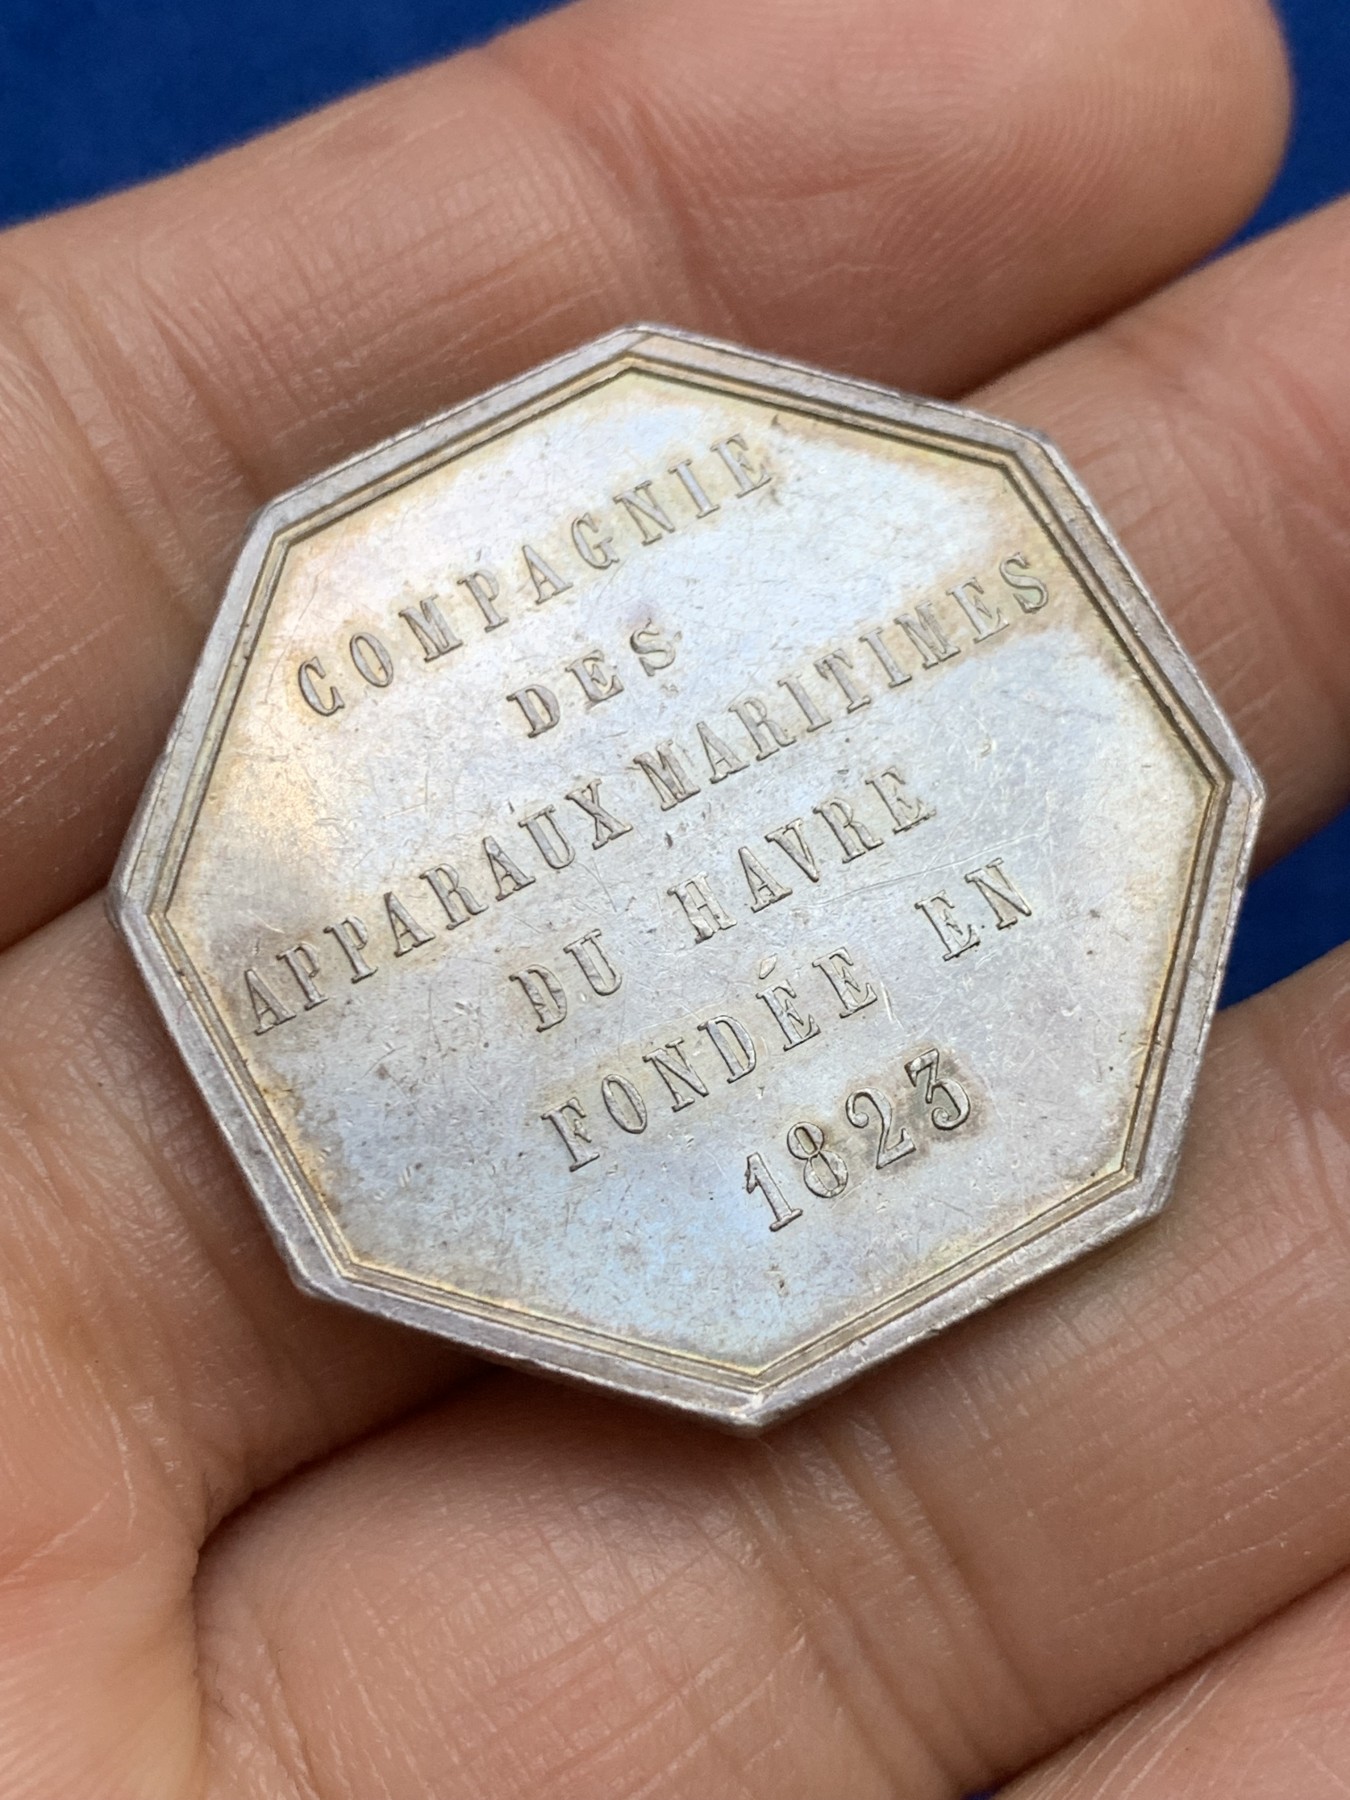 COMPAGNIE
DES
APPARAUX MARITIMES
DU HAVRE
FONDÉE EN
1823